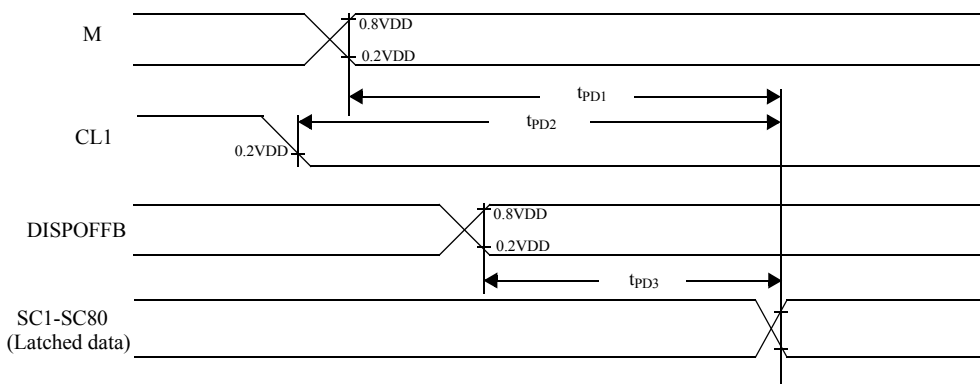 M
0.8VDD
0.2VDD
tPD1
CL1
tPD2
0.2VDD
DISPOFFB
0.8VDD
0.2VDD
tPD3
SC1-SC80
(Latched data)